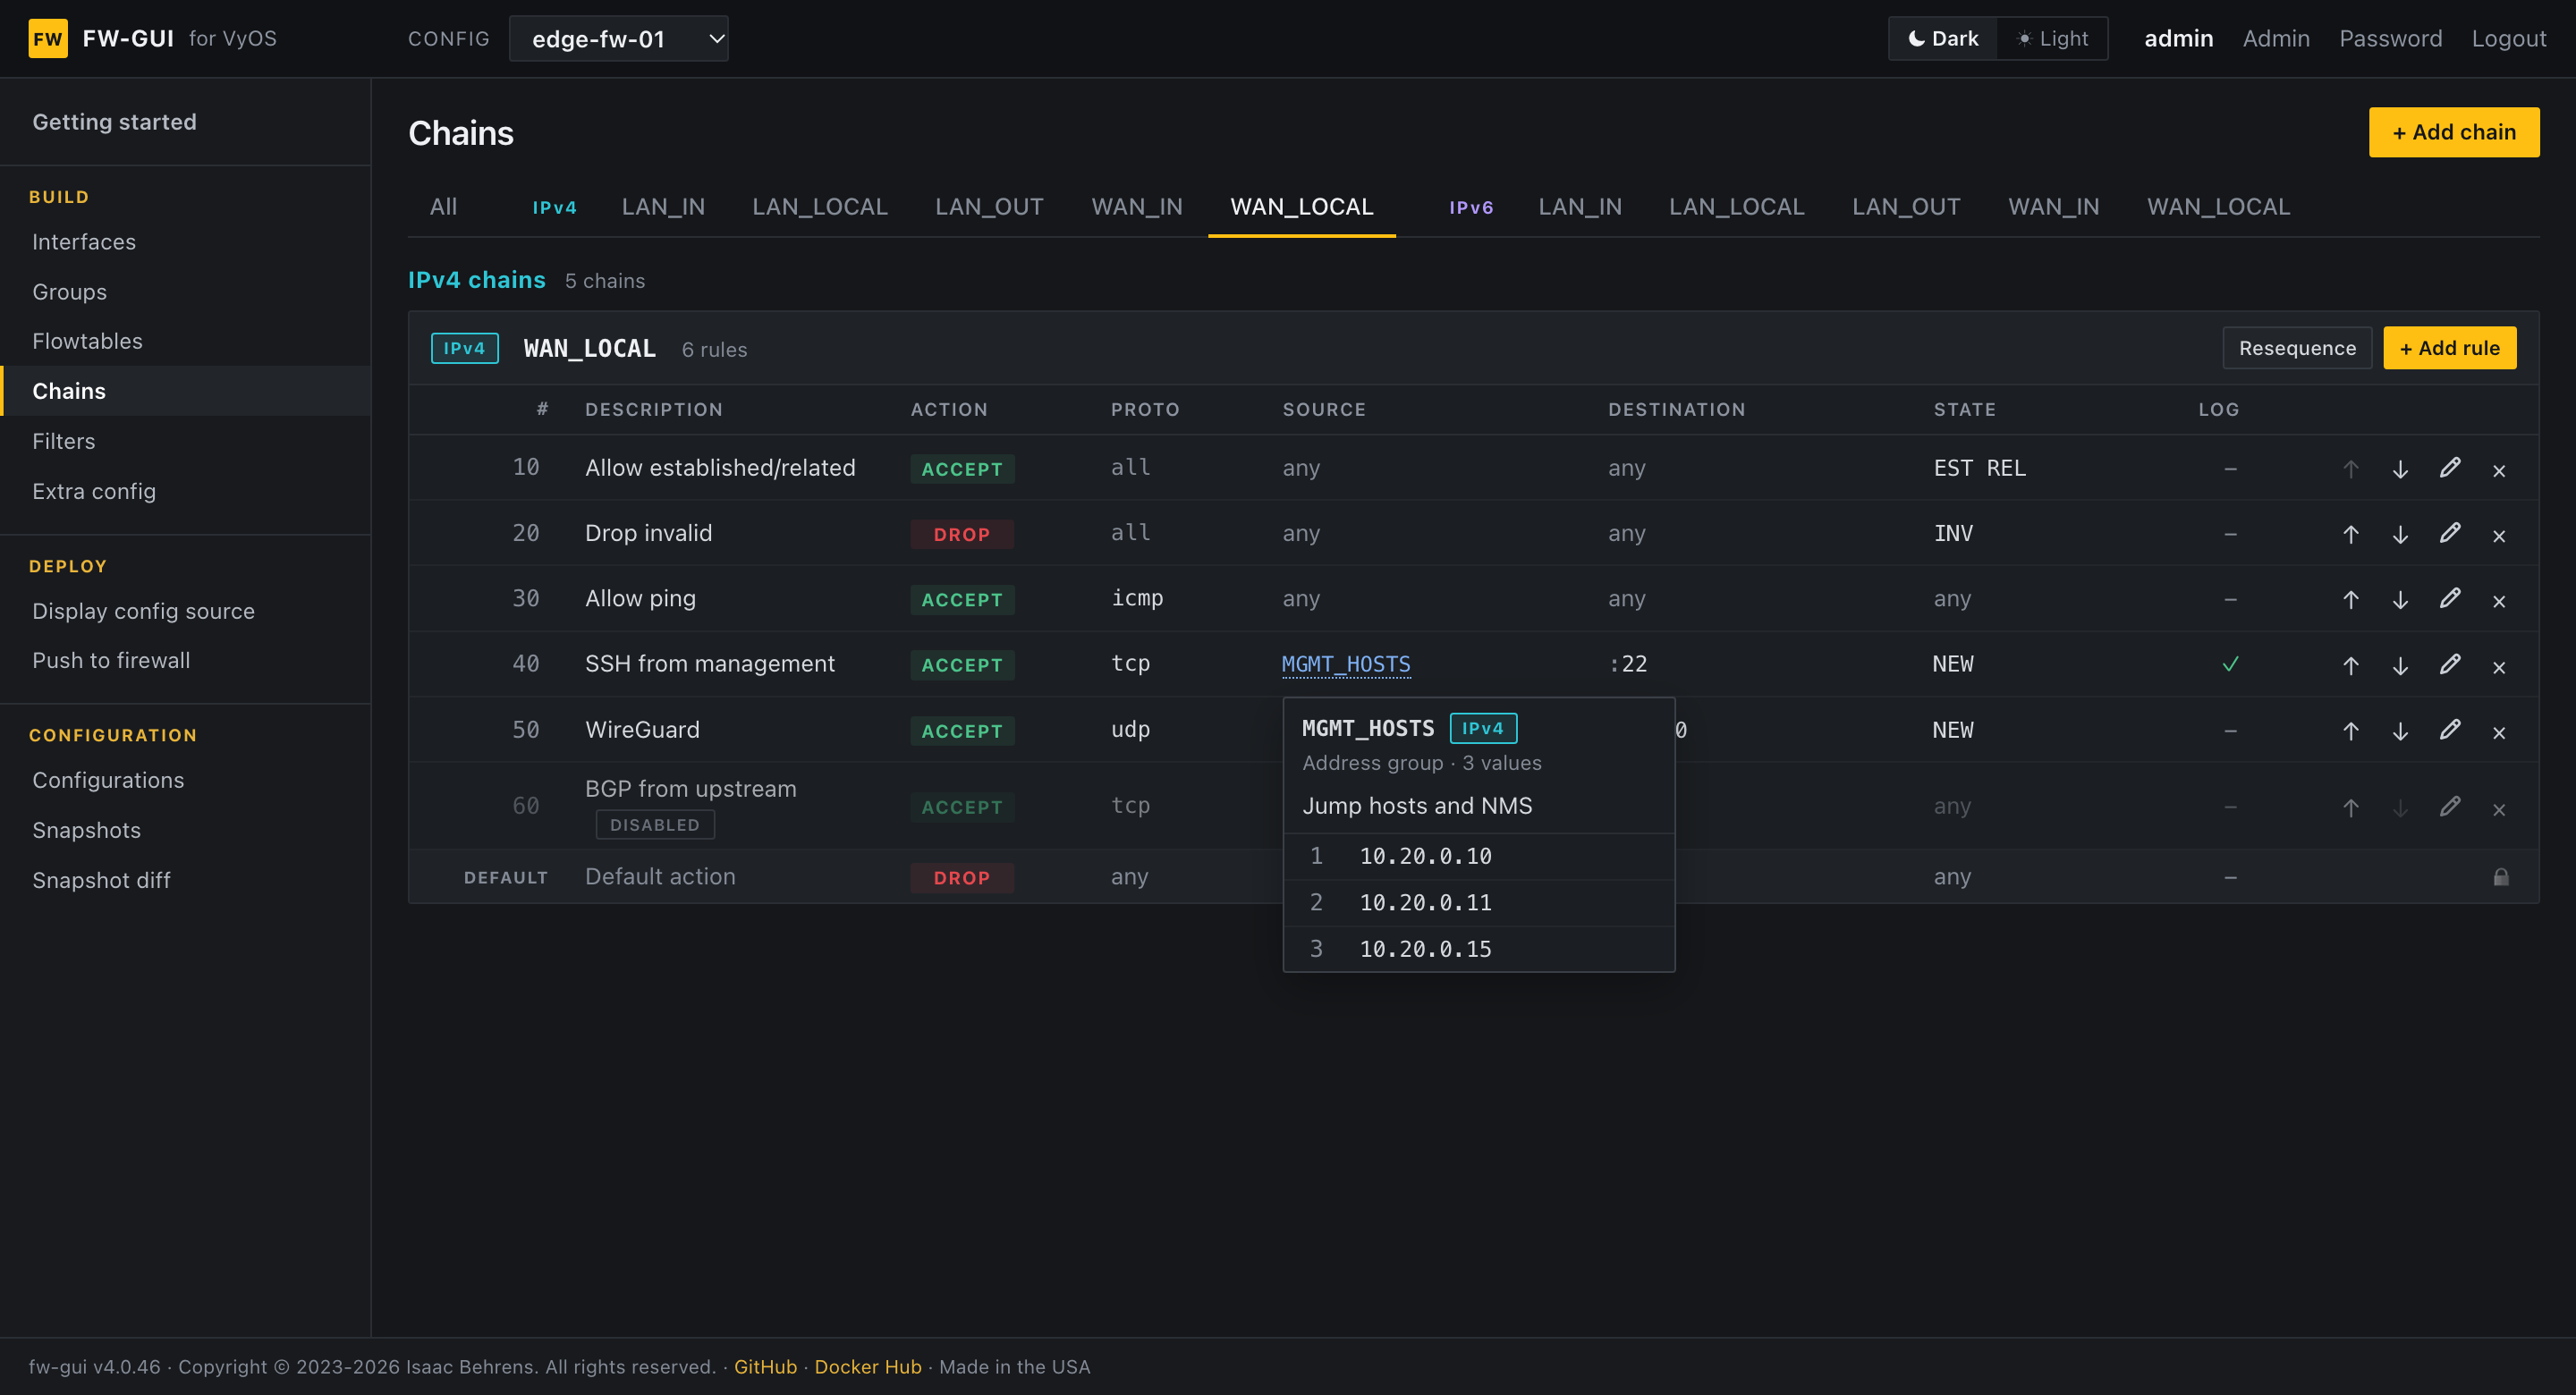 FW FW-GUI for VyOS CONFIG edge-fw-01 Dark Light admin Admin Password Logout
Getting started
BUILD
Interfaces
Groups
Flowtables
Chains
Filters
Extra config
DEPLOY
Display config source
Push to firewall
CONFIGURATION
Configurations
Snapshots
Snapshot diff
Chains + Add chain
All IPv4 LAN_IN LAN_LOCAL LAN_OUT WAN_IN WAN_LOCAL IPv6 LAN_IN LAN_LOCAL LAN_OUT WAN_IN WAN_LOCAL
IPv4 chains 5 chains
IPv4 WAN_LOCAL 6 rules Resequence + Add rule
# DESCRIPTION ACTION PROTO SOURCE DESTINATION STATE LOG
10 Allow established/related ACCEPT all any any EST REL –
20 Drop invalid DROP all any any INV –
30 Allow ping ACCEPT icmp any any any –
40 SSH from management ACCEPT tcp MGMT_HOSTS :22 NEW ✓
50 WireGuard ACCEPT udp 0 NEW –
60 BGP from upstream ACCEPT tcp any –
DISABLED
DEFAULT Default action DROP any any –
MGMT_HOSTS IPv4
Address group · 3 values
Jump hosts and NMS
1 10.20.0.10
2 10.20.0.11
3 10.20.0.15
fw-gui v4.0.46 · Copyright © 2023-2026 Isaac Behrens. All rights reserved. · GitHub · Docker Hub · Made in the USA